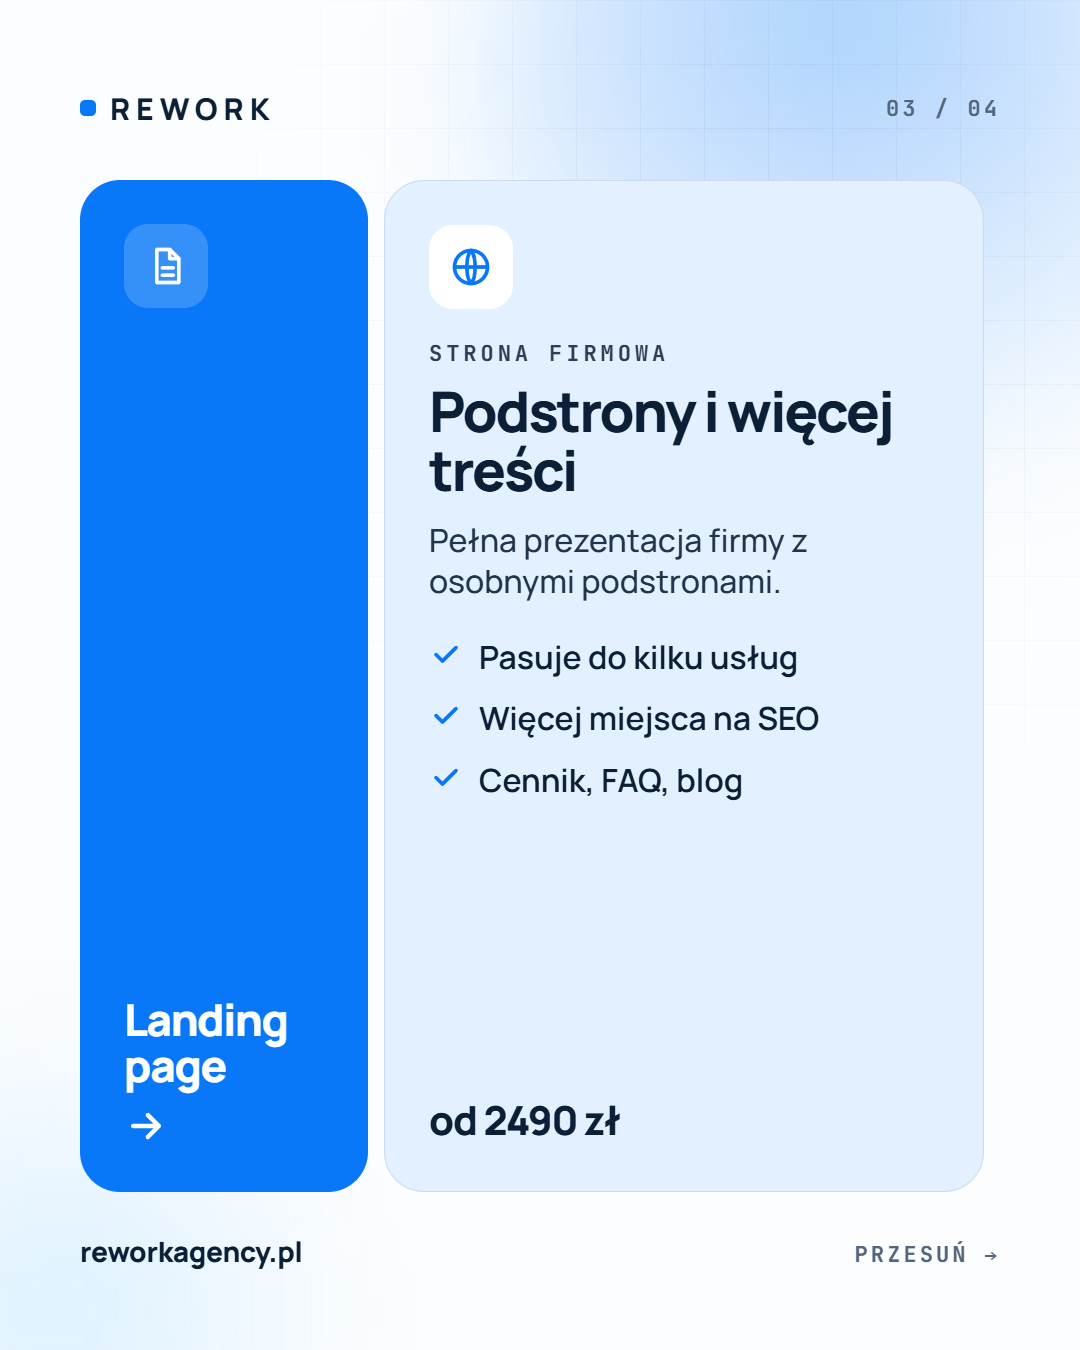 REWORK
03 / 04
Landing
page
→
STRONA FIRMOWA
Podstrony i więcej
treści
Pełna prezentacja firmy z
osobnymi podstronami.
Pasuje do kilku usług
Więcej miejsca na SEO
Cennik, FAQ, blog
od 2490 zł
reworkagency.pl
PRZESUŃ →